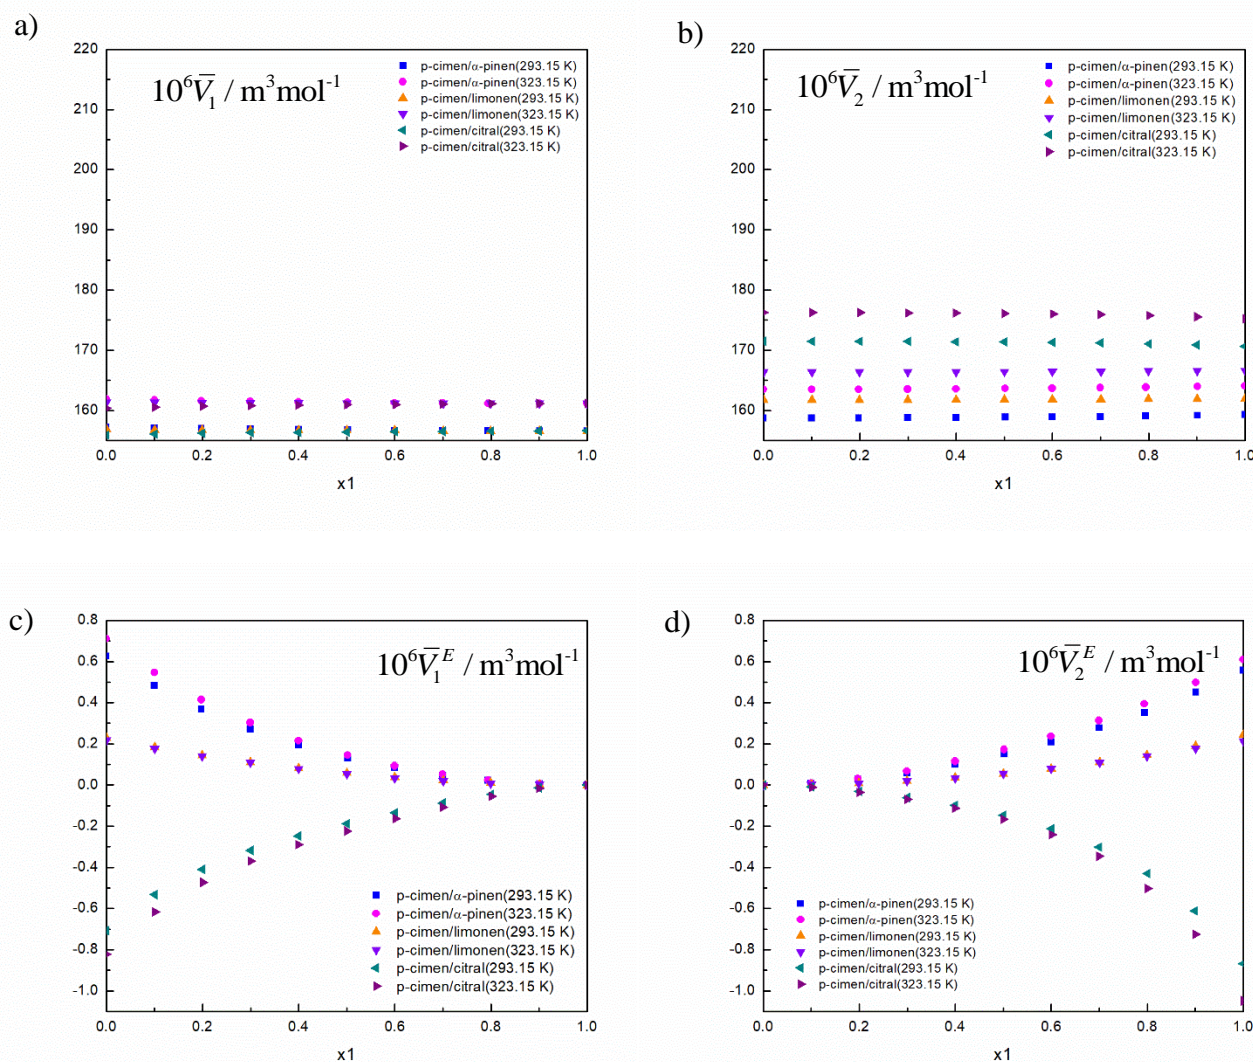 a)
10⁶V̄₁ / m³mol⁻¹
p-cimen/α-pinen(293.15 K)
p-cimen/α-pinen(323.15 K)
p-cimen/limonen(293.15 K)
p-cimen/limonen(323.15 K)
p-cimen/citral(293.15 K)
p-cimen/citral(323.15 K)
220
210
200
190
180
170
160
0.0 0.2 0.4 0.6 0.8 1.0
x1
b)
10⁶V̄₂ / m³mol⁻¹
p-cimen/α-pinen(293.15 K)
p-cimen/α-pinen(323.15 K)
p-cimen/limonen(293.15 K)
p-cimen/limonen(323.15 K)
p-cimen/citral(293.15 K)
p-cimen/citral(323.15 K)
220
210
200
190
180
170
160
0.0 0.2 0.4 0.6 0.8 1.0
x1
c)
10⁶V̄₁ᴱ / m³mol⁻¹
0.8
0.6
0.4
0.2
0.0
-0.2
-0.4
-0.6
-0.8
-1.0
p-cimen/α-pinen(293.15 K)
p-cimen/α-pinen(323.15 K)
p-cimen/limonen(293.15 K)
p-cimen/limonen(323.15 K)
p-cimen/citral(293.15 K)
p-cimen/citral(323.15 K)
0.0 0.2 0.4 0.6 0.8 1.0
x1
d)
10⁶V̄₂ᴱ / m³mol⁻¹
0.8
0.6
0.4
0.2
0.0
-0.2
-0.4
-0.6
-0.8
-1.0
p-cimen/α-pinen(293.15 K)
p-cimen/α-pinen(323.15 K)
p-cimen/limonen(293.15 K)
p-cimen/limonen(323.15 K)
p-cimen/citral(293.15 K)
p-cimen/citral(323.15 K)
0.0 0.2 0.4 0.6 0.8 1.0
x1